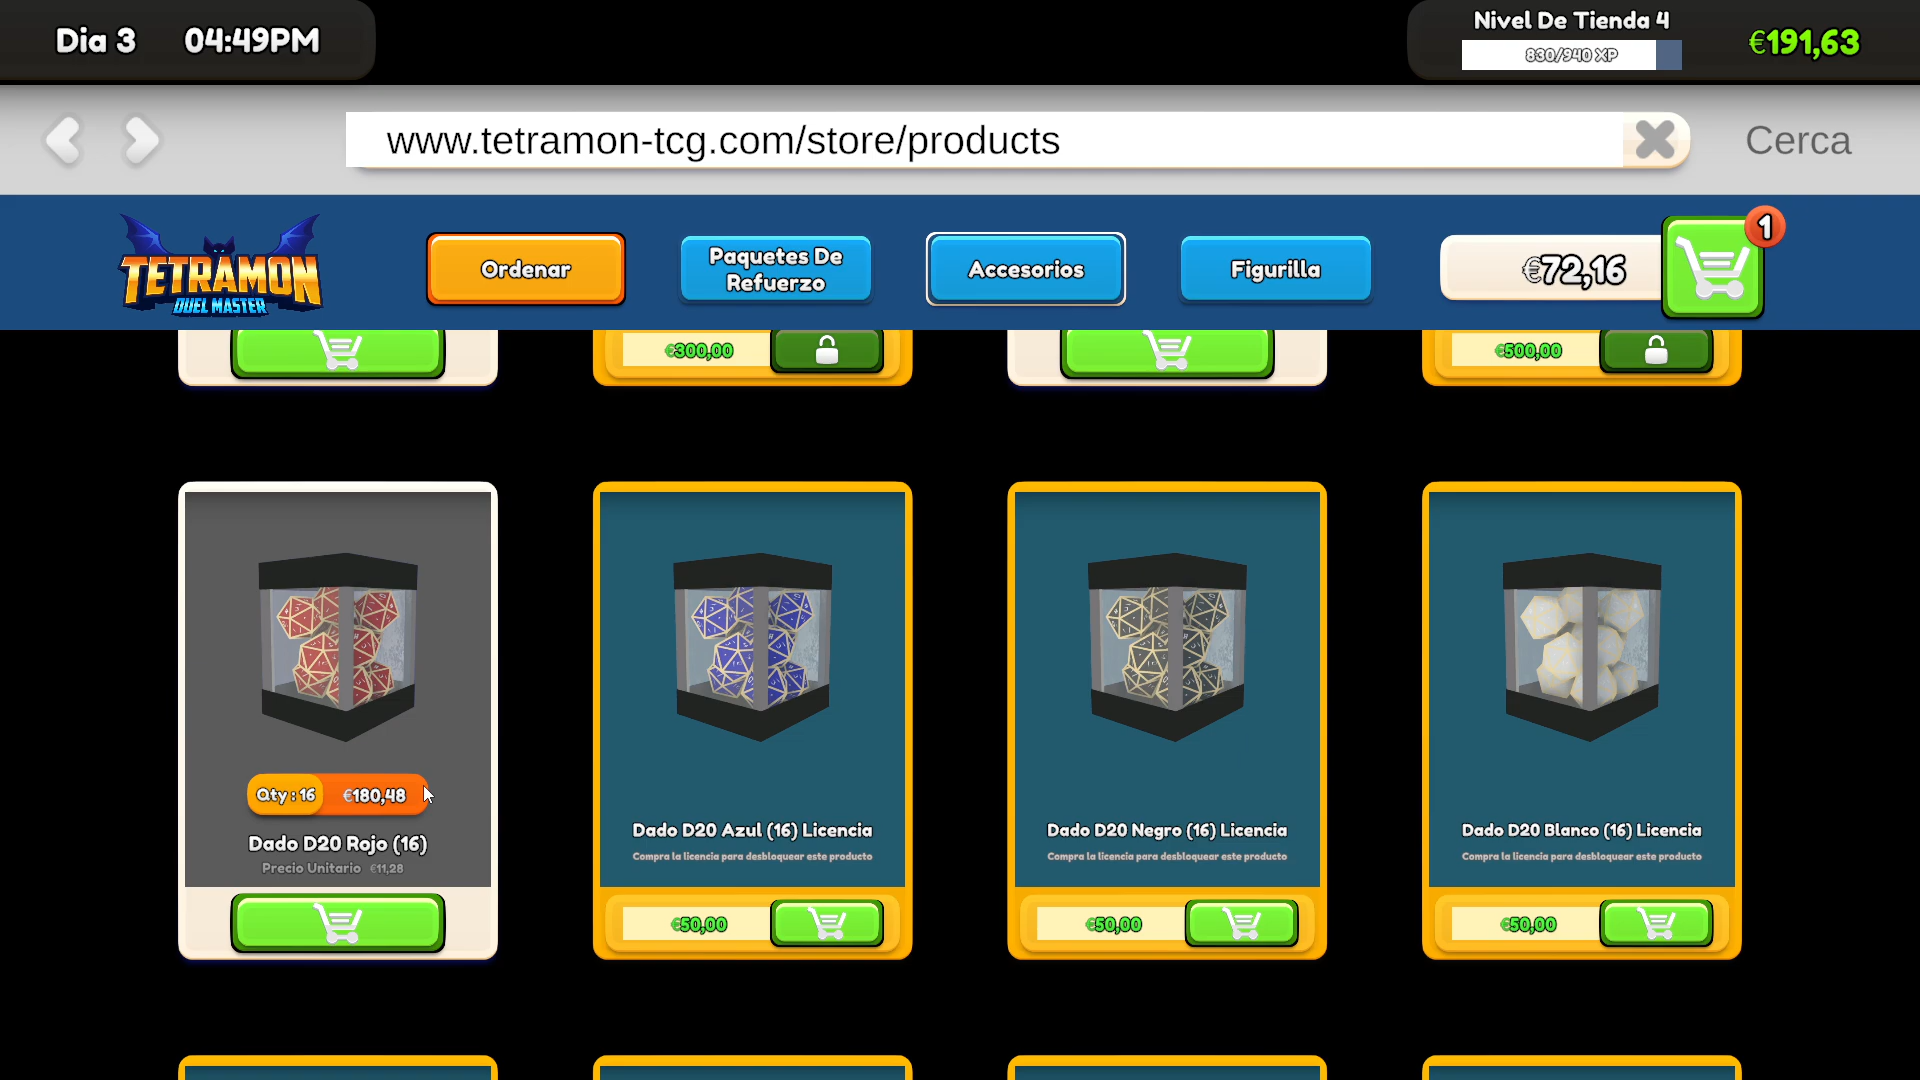 Dia 3
04:49PM
Nivel De Tienda 4
830/940 XP
€191,63
www.tetramon-tcg.com/store/products
Cerca
TETRAMON
DUEL MASTER
Ordenar
Paquetes De
Refuerzo
Accesorios
Figurilla
€72,16
1
€300,00
€500,00
Qty : 16
€180,48
Dado D20 Rojo (16)
Precio Unitario €11,28
Dado D20 Azul (16) Licencia
Compra la licencia para desbloquear este producto
€50,00
Dado D20 Negro (16) Licencia
Compra la licencia para desbloquear este producto
€50,00
Dado D20 Blanco (16) Licencia
Compra la licencia para desbloquear este producto
€50,00